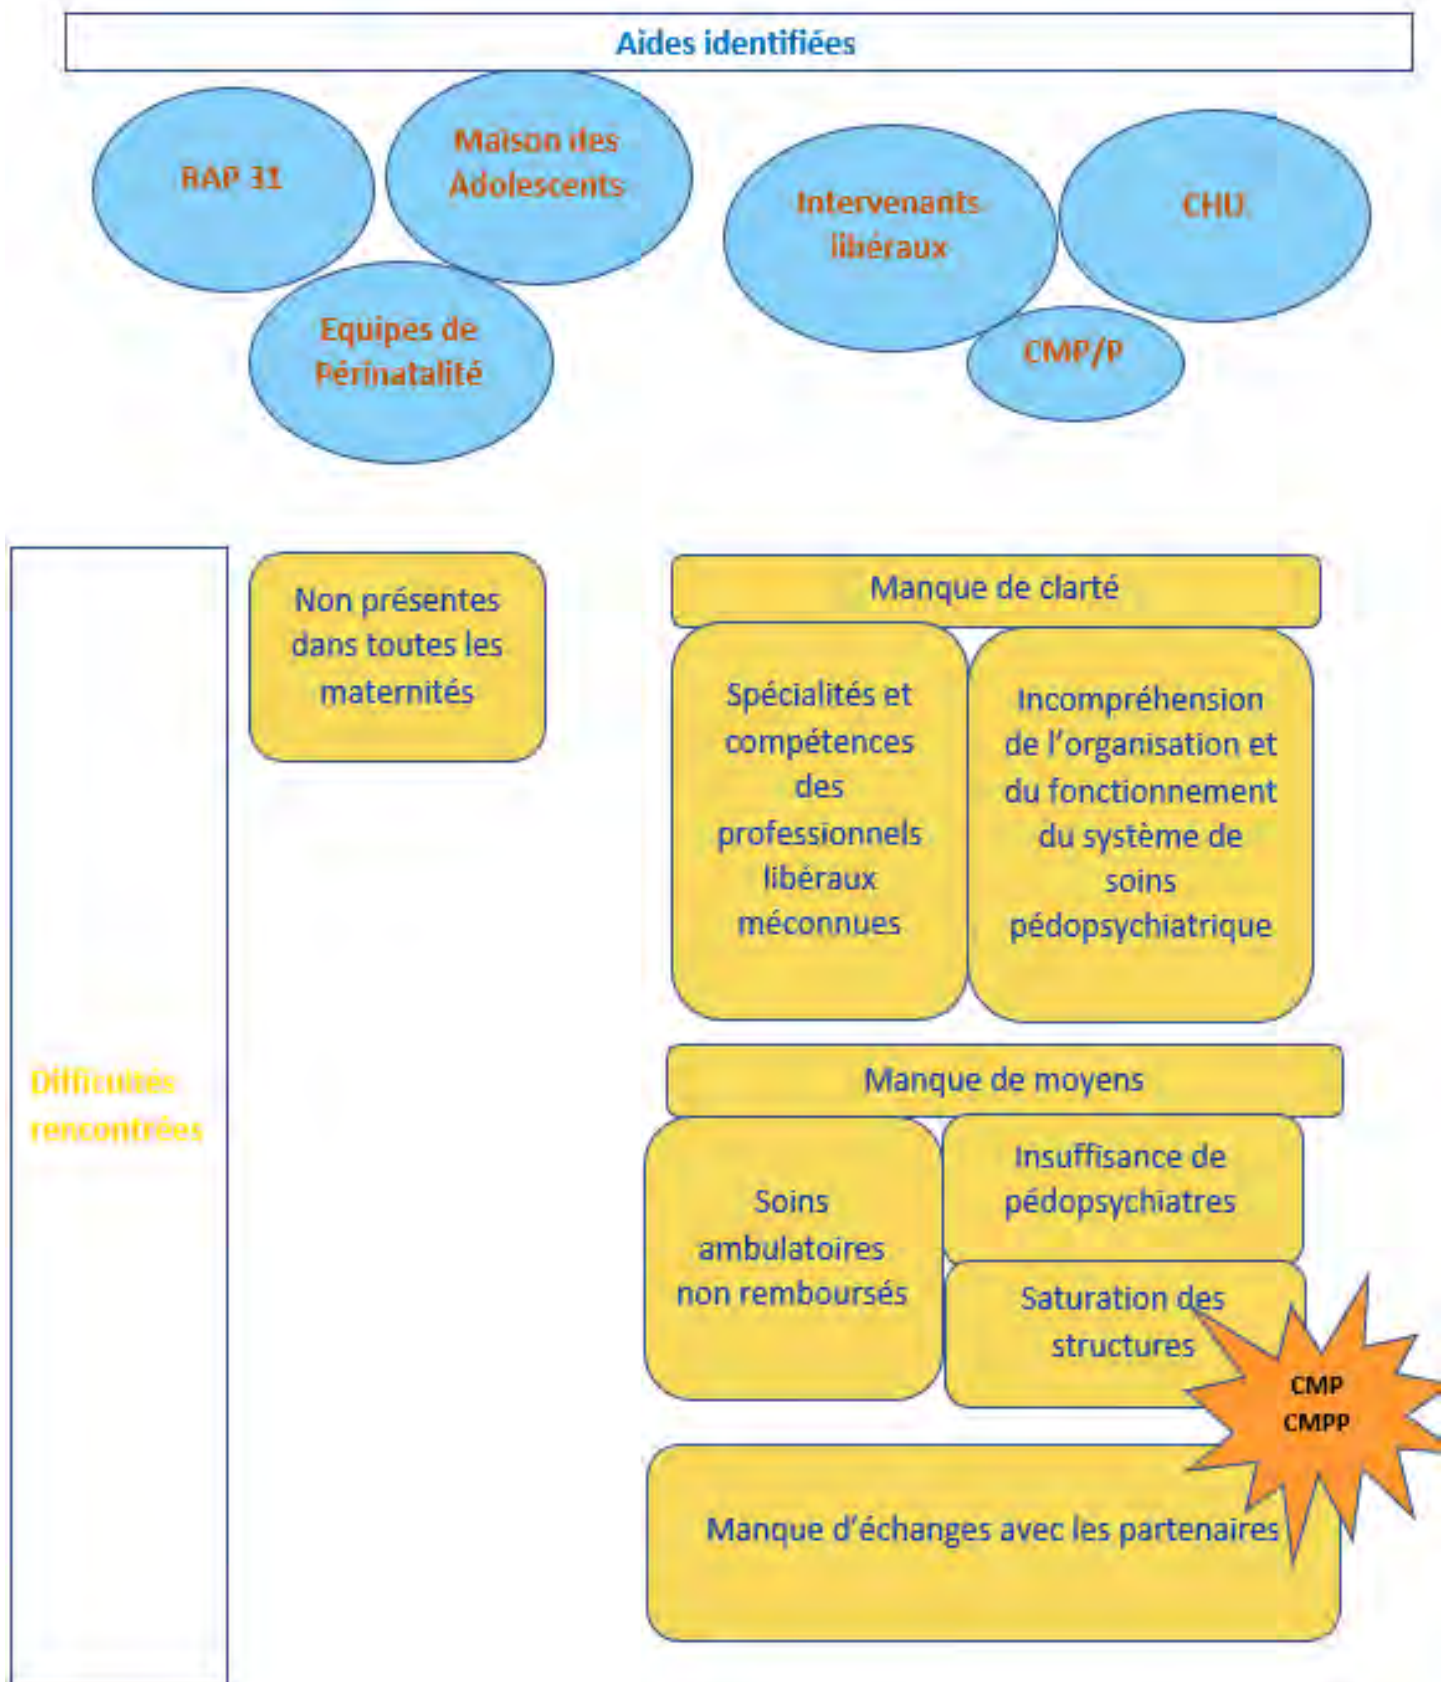 Aides identifiées
RAP 31
Maison des
Adolescents
Equipes de
Périnatalité
Intervenants
libéraux
CHU
CMP/P
Difficultés
rencontrées
Non présentes
dans toutes les
maternités
Manque de clarté
Spécialités et
compétences
des
professionnels
libéraux
méconnues
Incompréhension
de l'organisation et
du fonctionnement
du système de
soins
pédopsychiatrique
Manque de moyens
Soins
ambulatoires
non remboursés
Insuffisance de
pédopsychiatres
Saturation des
structures
CMP
CMPP
Manque d'échanges avec les partenaires